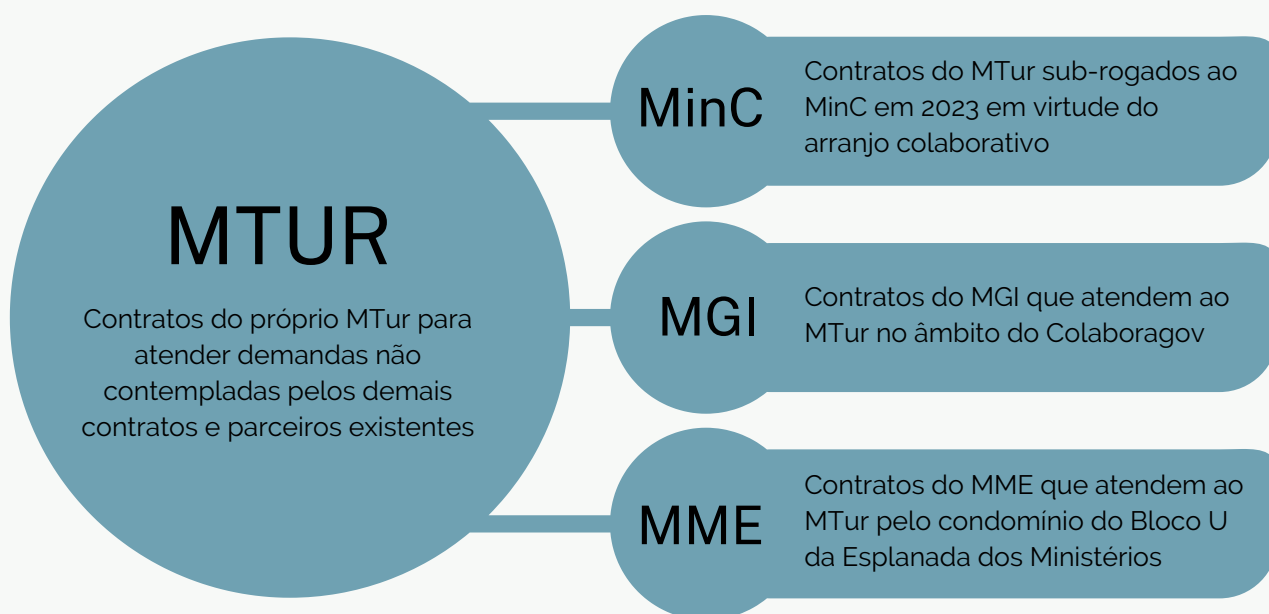 MTUR
Contratos do próprio MTur para
atender demandas não
contempladas pelos demais
contratos e parceiros existentes
MinC
Contratos do MTur sub-rogados ao
MinC em 2023 em virtude do
arranjo colaborativo
MGI
Contratos do MGI que atendem ao
MTur no âmbito do Colaboragov
MME
Contratos do MME que atendem ao
MTur pelo condomínio do Bloco U
da Esplanada dos Ministérios